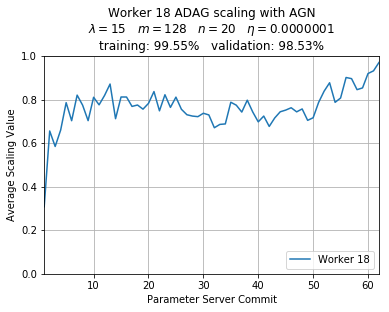 Worker 18 ADAG scaling with AGN
λ = 15 m = 128 n = 20 η = 0.0000001
training: 99.55% validation: 98.53%
1.0
0.8
0.6
0.4
0.2
0.0
Average Scaling Value
Worker 18
10 20 30 40 50 60
Parameter Server Commit